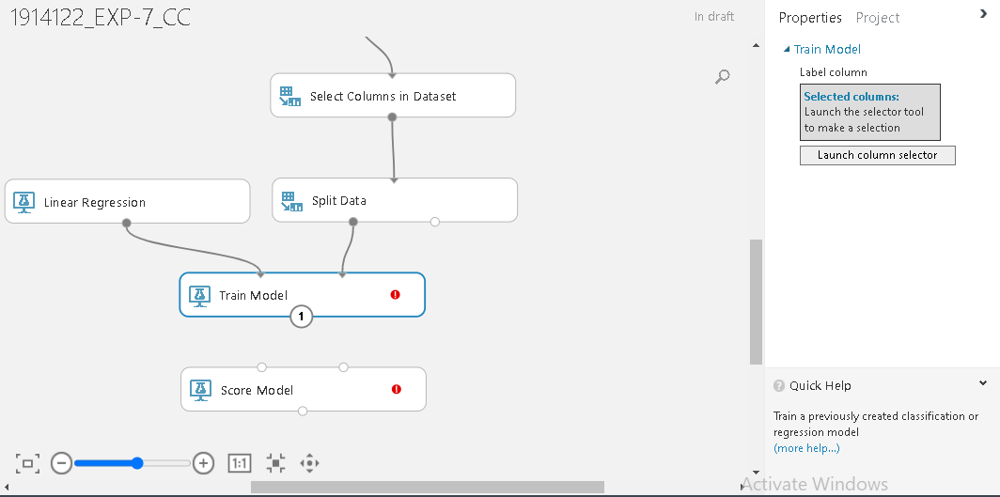 1914122_EXP-7_CC
In draft
Properties Project
Train Model
Label column
Selected columns:
Launch the selector tool
to make a selection
Launch column selector
Select Columns in Dataset
Linear Regression
Split Data
Train Model
1
Score Model
1:1
Quick Help
Train a previously created classification or
regression model
(more help...)
Activate Windows